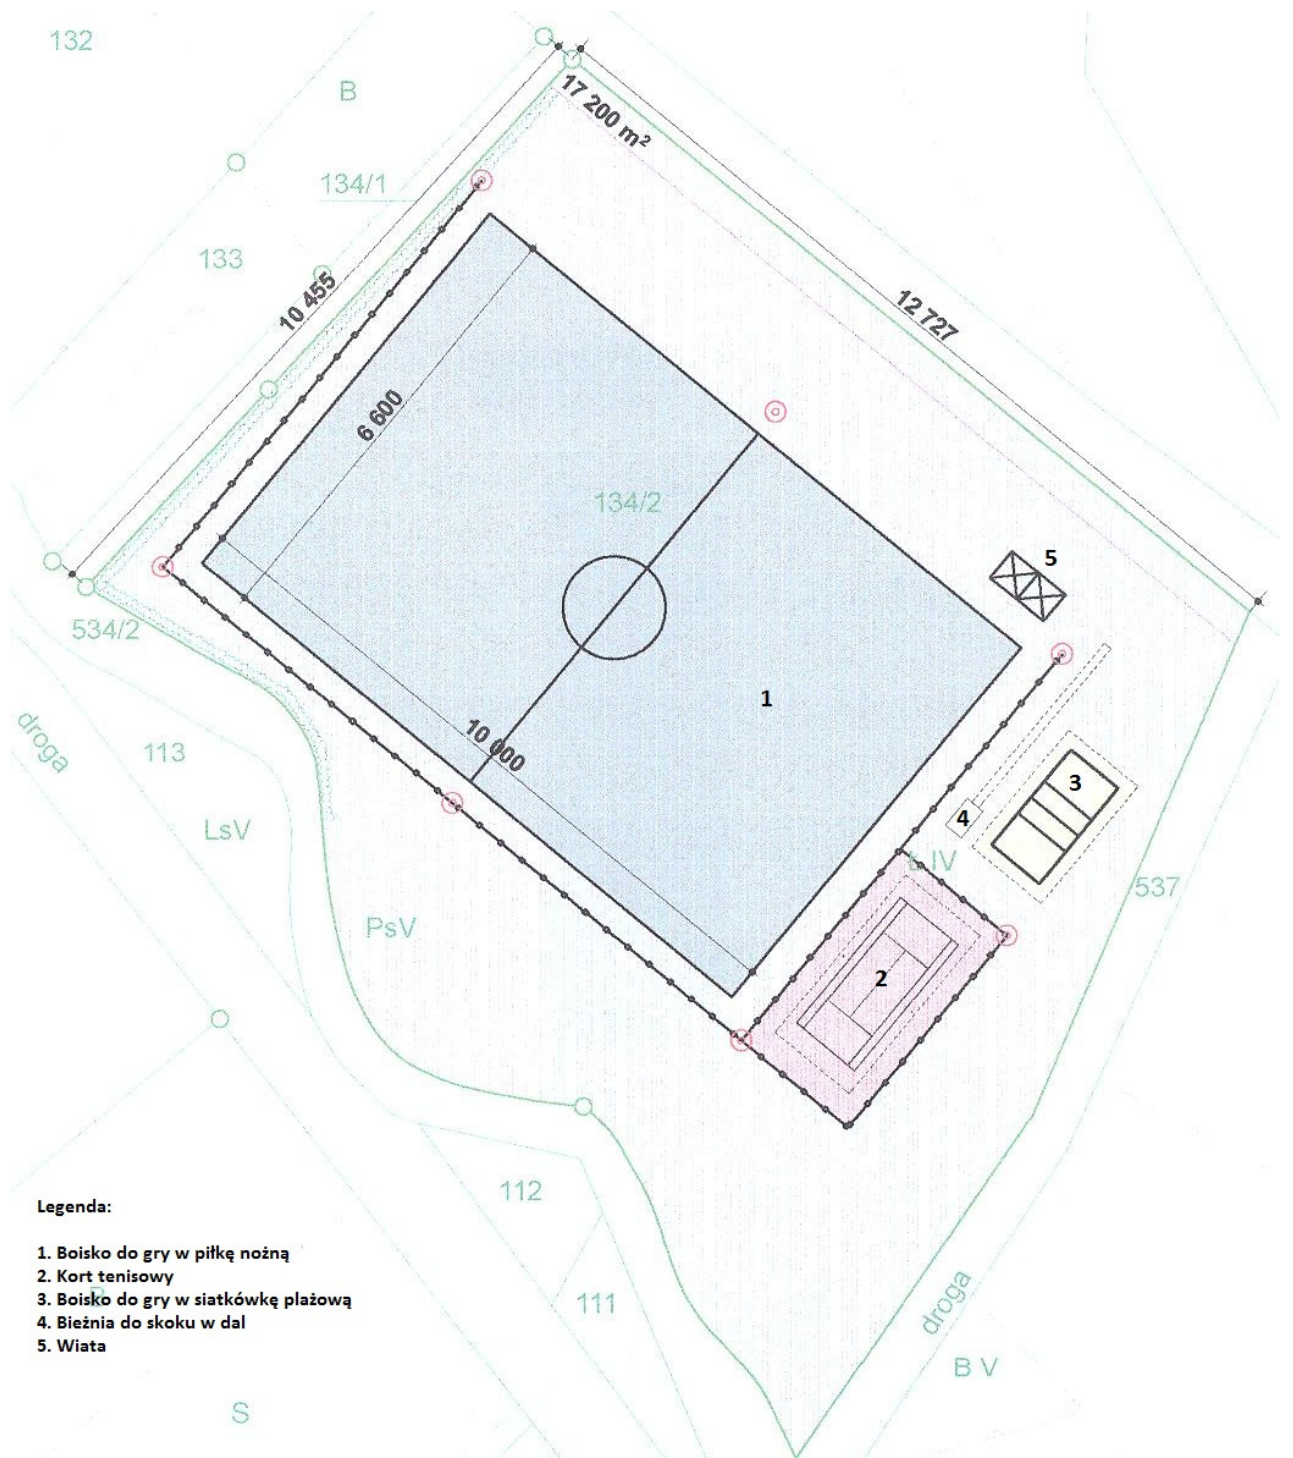 132
B
17 200 m²
134/1
133
10 455
12 727
6 600
134/2
5
534/2
1
droga
10 000
113
3
4
LsV
Ł IV
537
PsV
2
112
Legenda:
1. Boisko do gry w piłkę nożną
2. Kort tenisowy
3. Boisko do gry w siatkówkę plażową
4. Bieżnia do skoku w dal
5. Wiata
B
111
droga
B V
S